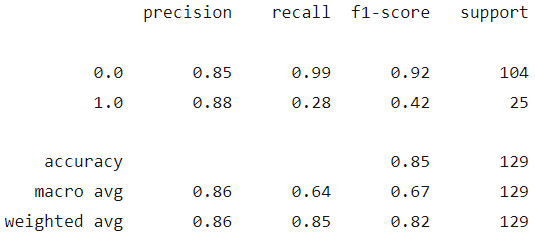 precision recall f1-score support
0.0 0.85 0.99 0.92 104
1.0 0.88 0.28 0.42 25
accuracy 0.85 129
macro avg 0.86 0.64 0.67 129
weighted avg 0.86 0.85 0.82 129